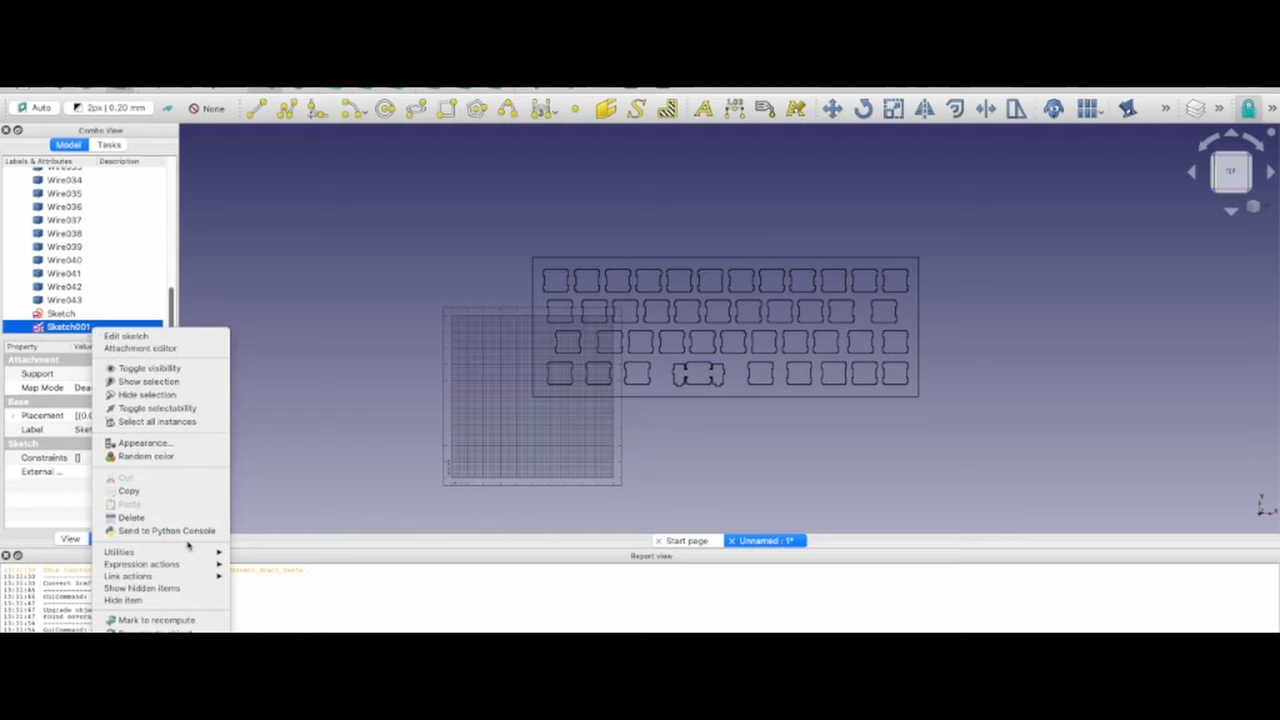 Auto 2px | 0.20 mm None
Combo View
Model Tasks
Labels & Attributes Description
Wire034
Wire035
Wire036
Wire037
Wire038
Wire039
Wire040
Wire041
Wire042
Wire043
Sketch
Sketch001
Property
Attachment
Support
Map Mode
Base
Placement
Label
Sketch
Constraints []
External ...
View
Edit sketch
Attachment editor
Toggle visibility
Show selection
Hide selection
Toggle selectability
Select all instances
Appearance...
Random color
Cut
Copy
Paste
Delete
Send to Python Console
Utilities
Expression actions
Link actions
Show hidden items
Hide item
Mark to recompute
TOP
Start page Unnamed : 1*
Report view